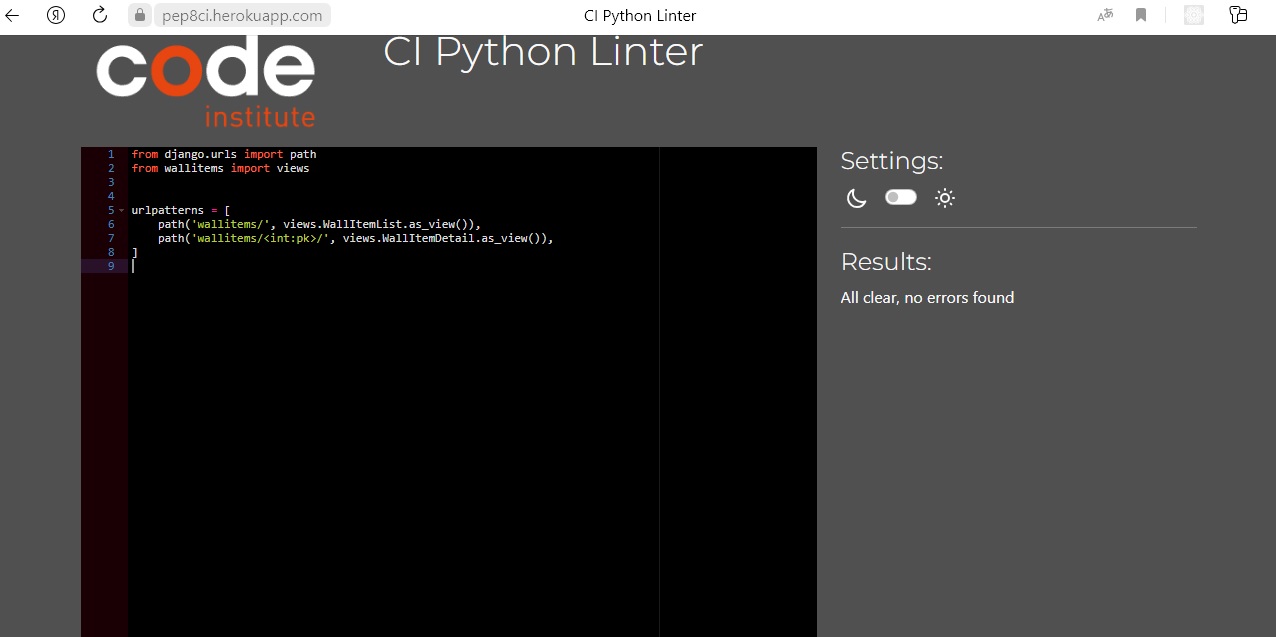 pep8ci.herokuapp.com
CI Python Linter
code
institute
CI Python Linter
1 from django.urls import path
2 from wallitems import views
3
4
5 urlpatterns = [
6     path('wallitems/', views.WallItemList.as_view()),
7     path('wallitems/<int:pk>/', views.WallItemDetail.as_view()),
8 ]
9
Settings:
Results:
All clear, no errors found